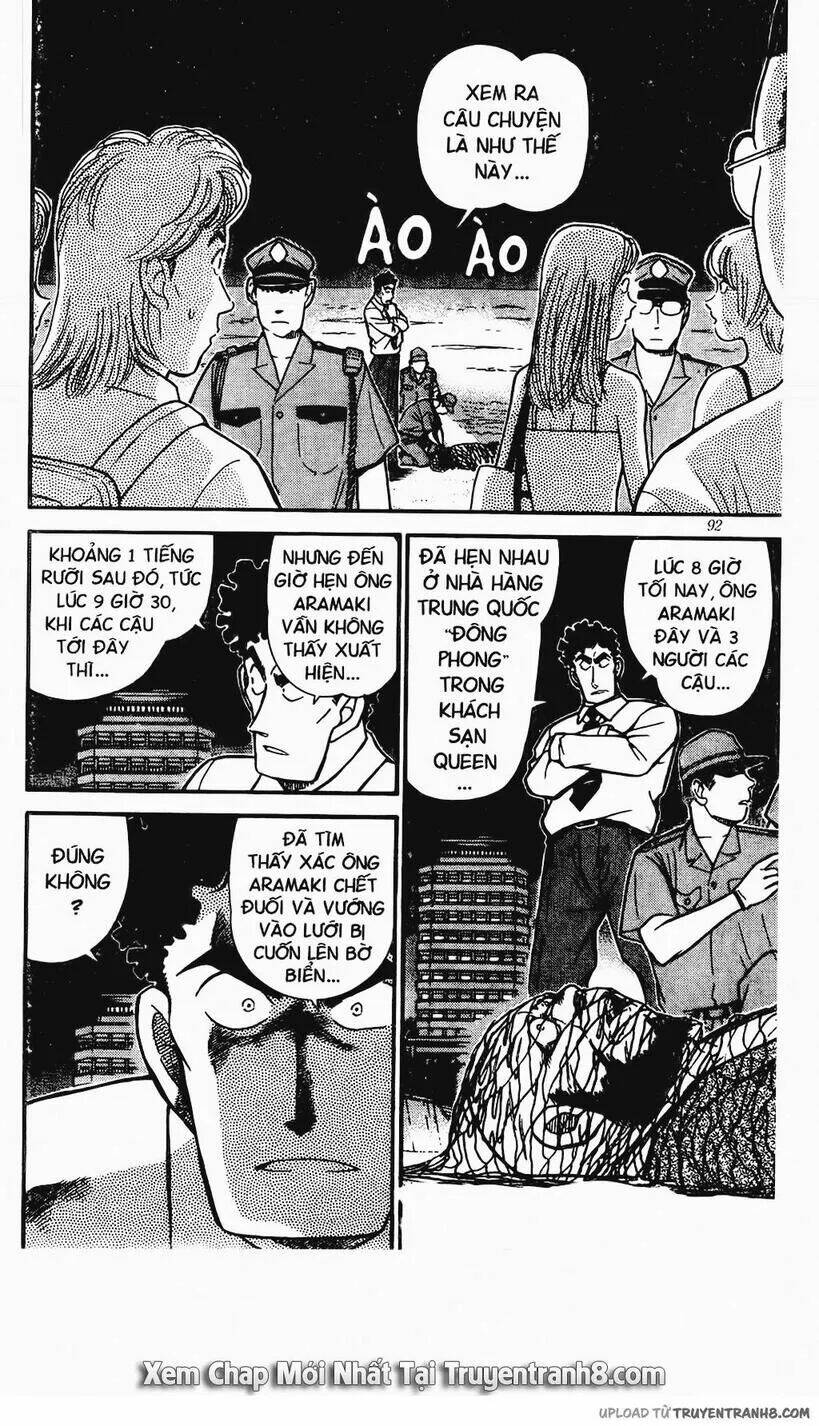 XEM RA
CÂU CHUYỆN
LÀ NHƯ THẾ
NÀY...
ÀO
ÀO
92
LÚC 8 GIỜ
TỐI NAY, ÔNG
ARAMAKI
ĐÂY VÀ 3
NGƯỜI CÁC
CẬU...
ĐÃ HẸN NHAU
Ở NHÀ HÀNG
TRUNG QUỐC
"ĐÔNG
PHONG"
TRONG
KHÁCH
SẠN
QUEEN
...
NHƯNG ĐẾN
GIỜ HẸN ÔNG
ARAMAKI
VẪN KHÔNG
THẤY XUẤT
HIỆN...
KHOẢNG 1 TIẾNG
RƯỠI SAU ĐÓ, TỨC
LÚC 9 GIỜ 30,
KHI CÁC CẬU
TỚI ĐÂY
THÌ...
ĐÃ TÌM
THẤY XÁC ÔNG
ARAMAKI CHẾT
ĐUỐI VÀ VƯỚNG
VÀO LƯỚI BỊ
CUỐN LÊN BỜ
BIỂN...
ĐÚNG
KHÔNG
?
Xem Chap Mới Nhất Tại Truyentranh8.com
UPLOAD TỪ TRUYENTRANH8.COM